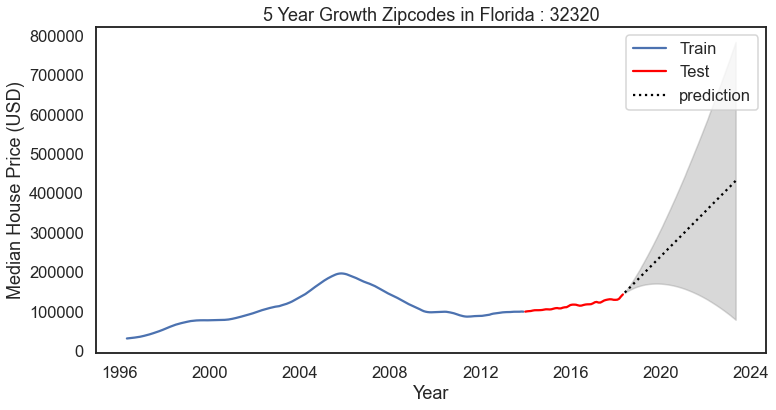 5 Year Growth Zipcodes in Florida : 32320
800000
700000
600000
500000
400000
300000
200000
100000
0
Median House Price (USD)
Train
Test
prediction
1996 2000 2004 2008 2012 2016 2020 2024
Year